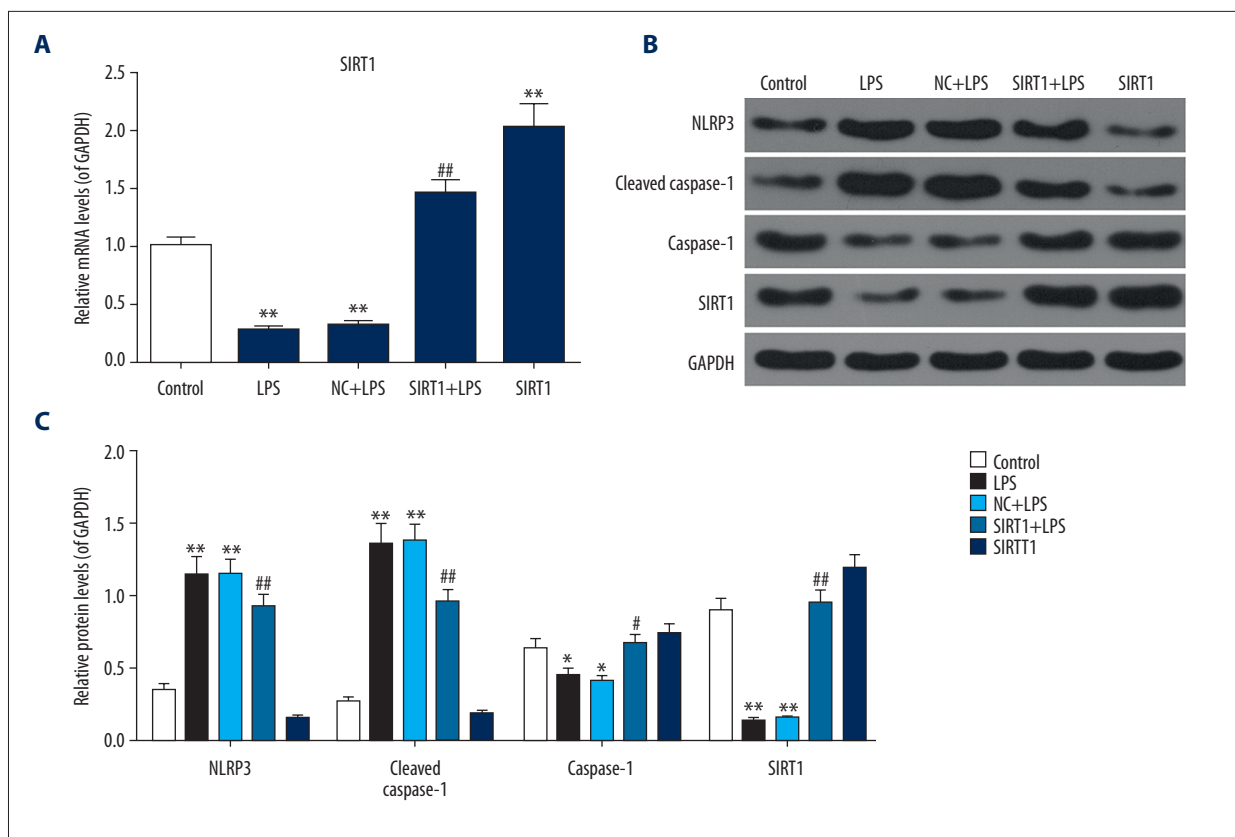 A
SIRT1
Relative mRNA levels (of GAPDH)
2.5
2.0
1.5
1.0
0.5
0.0
**
**
##
**
Control
LPS
NC+LPS
SIRT1+LPS
SIRT1
B
Control
LPS
NC+LPS
SIRT1+LPS
SIRT1
NLRP3
Cleaved caspase-1
Caspase-1
SIRT1
GAPDH
C
Relative protein levels (of GAPDH)
2.0
1.5
1.0
0.5
0.0
**
**
##
**
**
##
*
*
#
**
**
##
NLRP3
Cleaved
caspase-1
Caspase-1
SIRT1
Control
LPS
NC+LPS
SIRT1+LPS
SIRTT1